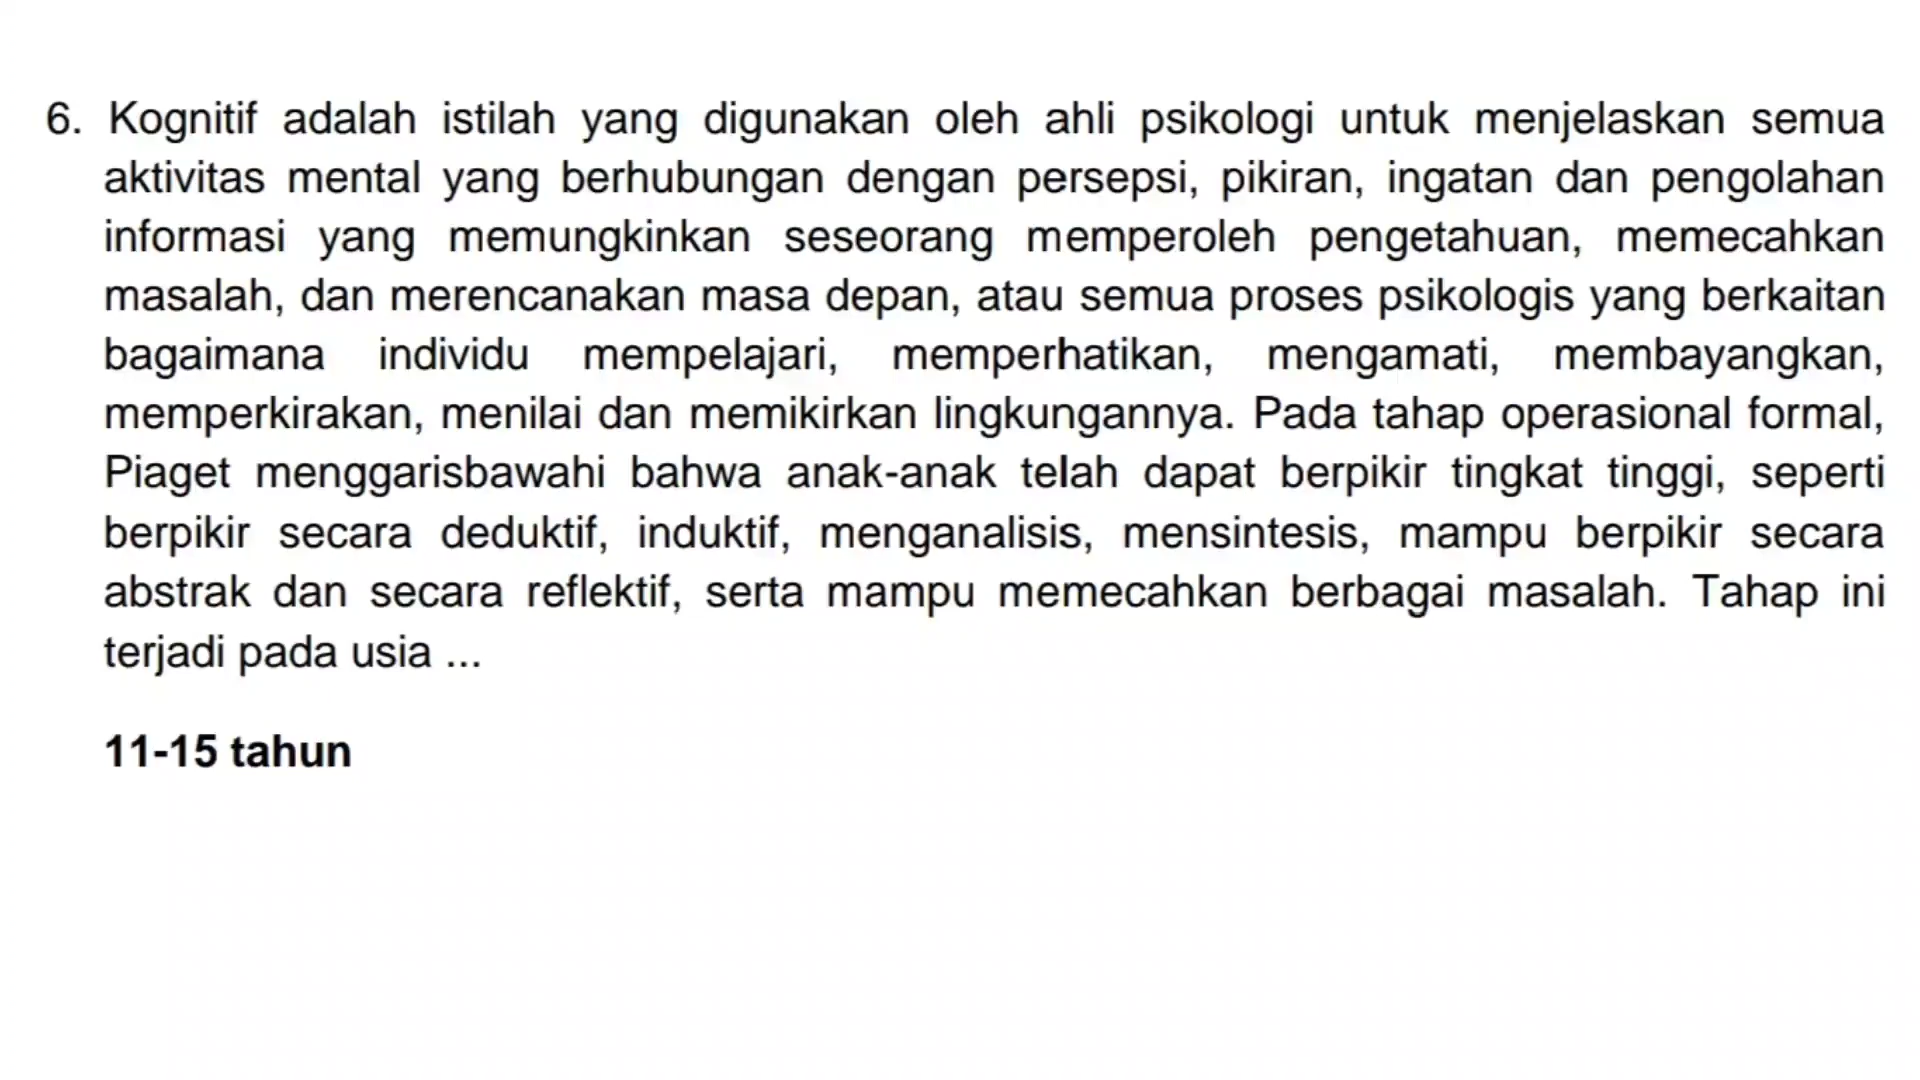 6. Kognitif adalah istilah yang digunakan oleh ahli psikologi untuk menjelaskan semua
aktivitas mental yang berhubungan dengan persepsi, pikiran, ingatan dan pengolahan
informasi yang memungkinkan seseorang memperoleh pengetahuan, memecahkan
masalah, dan merencanakan masa depan, atau semua proses psikologis yang berkaitan
bagaimana individu mempelajari, memperhatikan, mengamati, membayangkan,
memperkirakan, menilai dan memikirkan lingkungannya. Pada tahap operasional formal,
Piaget menggarisbawahi bahwa anak-anak telah dapat berpikir tingkat tinggi, seperti
berpikir secara deduktif, induktif, menganalisis, mensintesis, mampu berpikir secara
abstrak dan secara reflektif, serta mampu memecahkan berbagai masalah. Tahap ini
terjadi pada usia ...
11-15 tahun